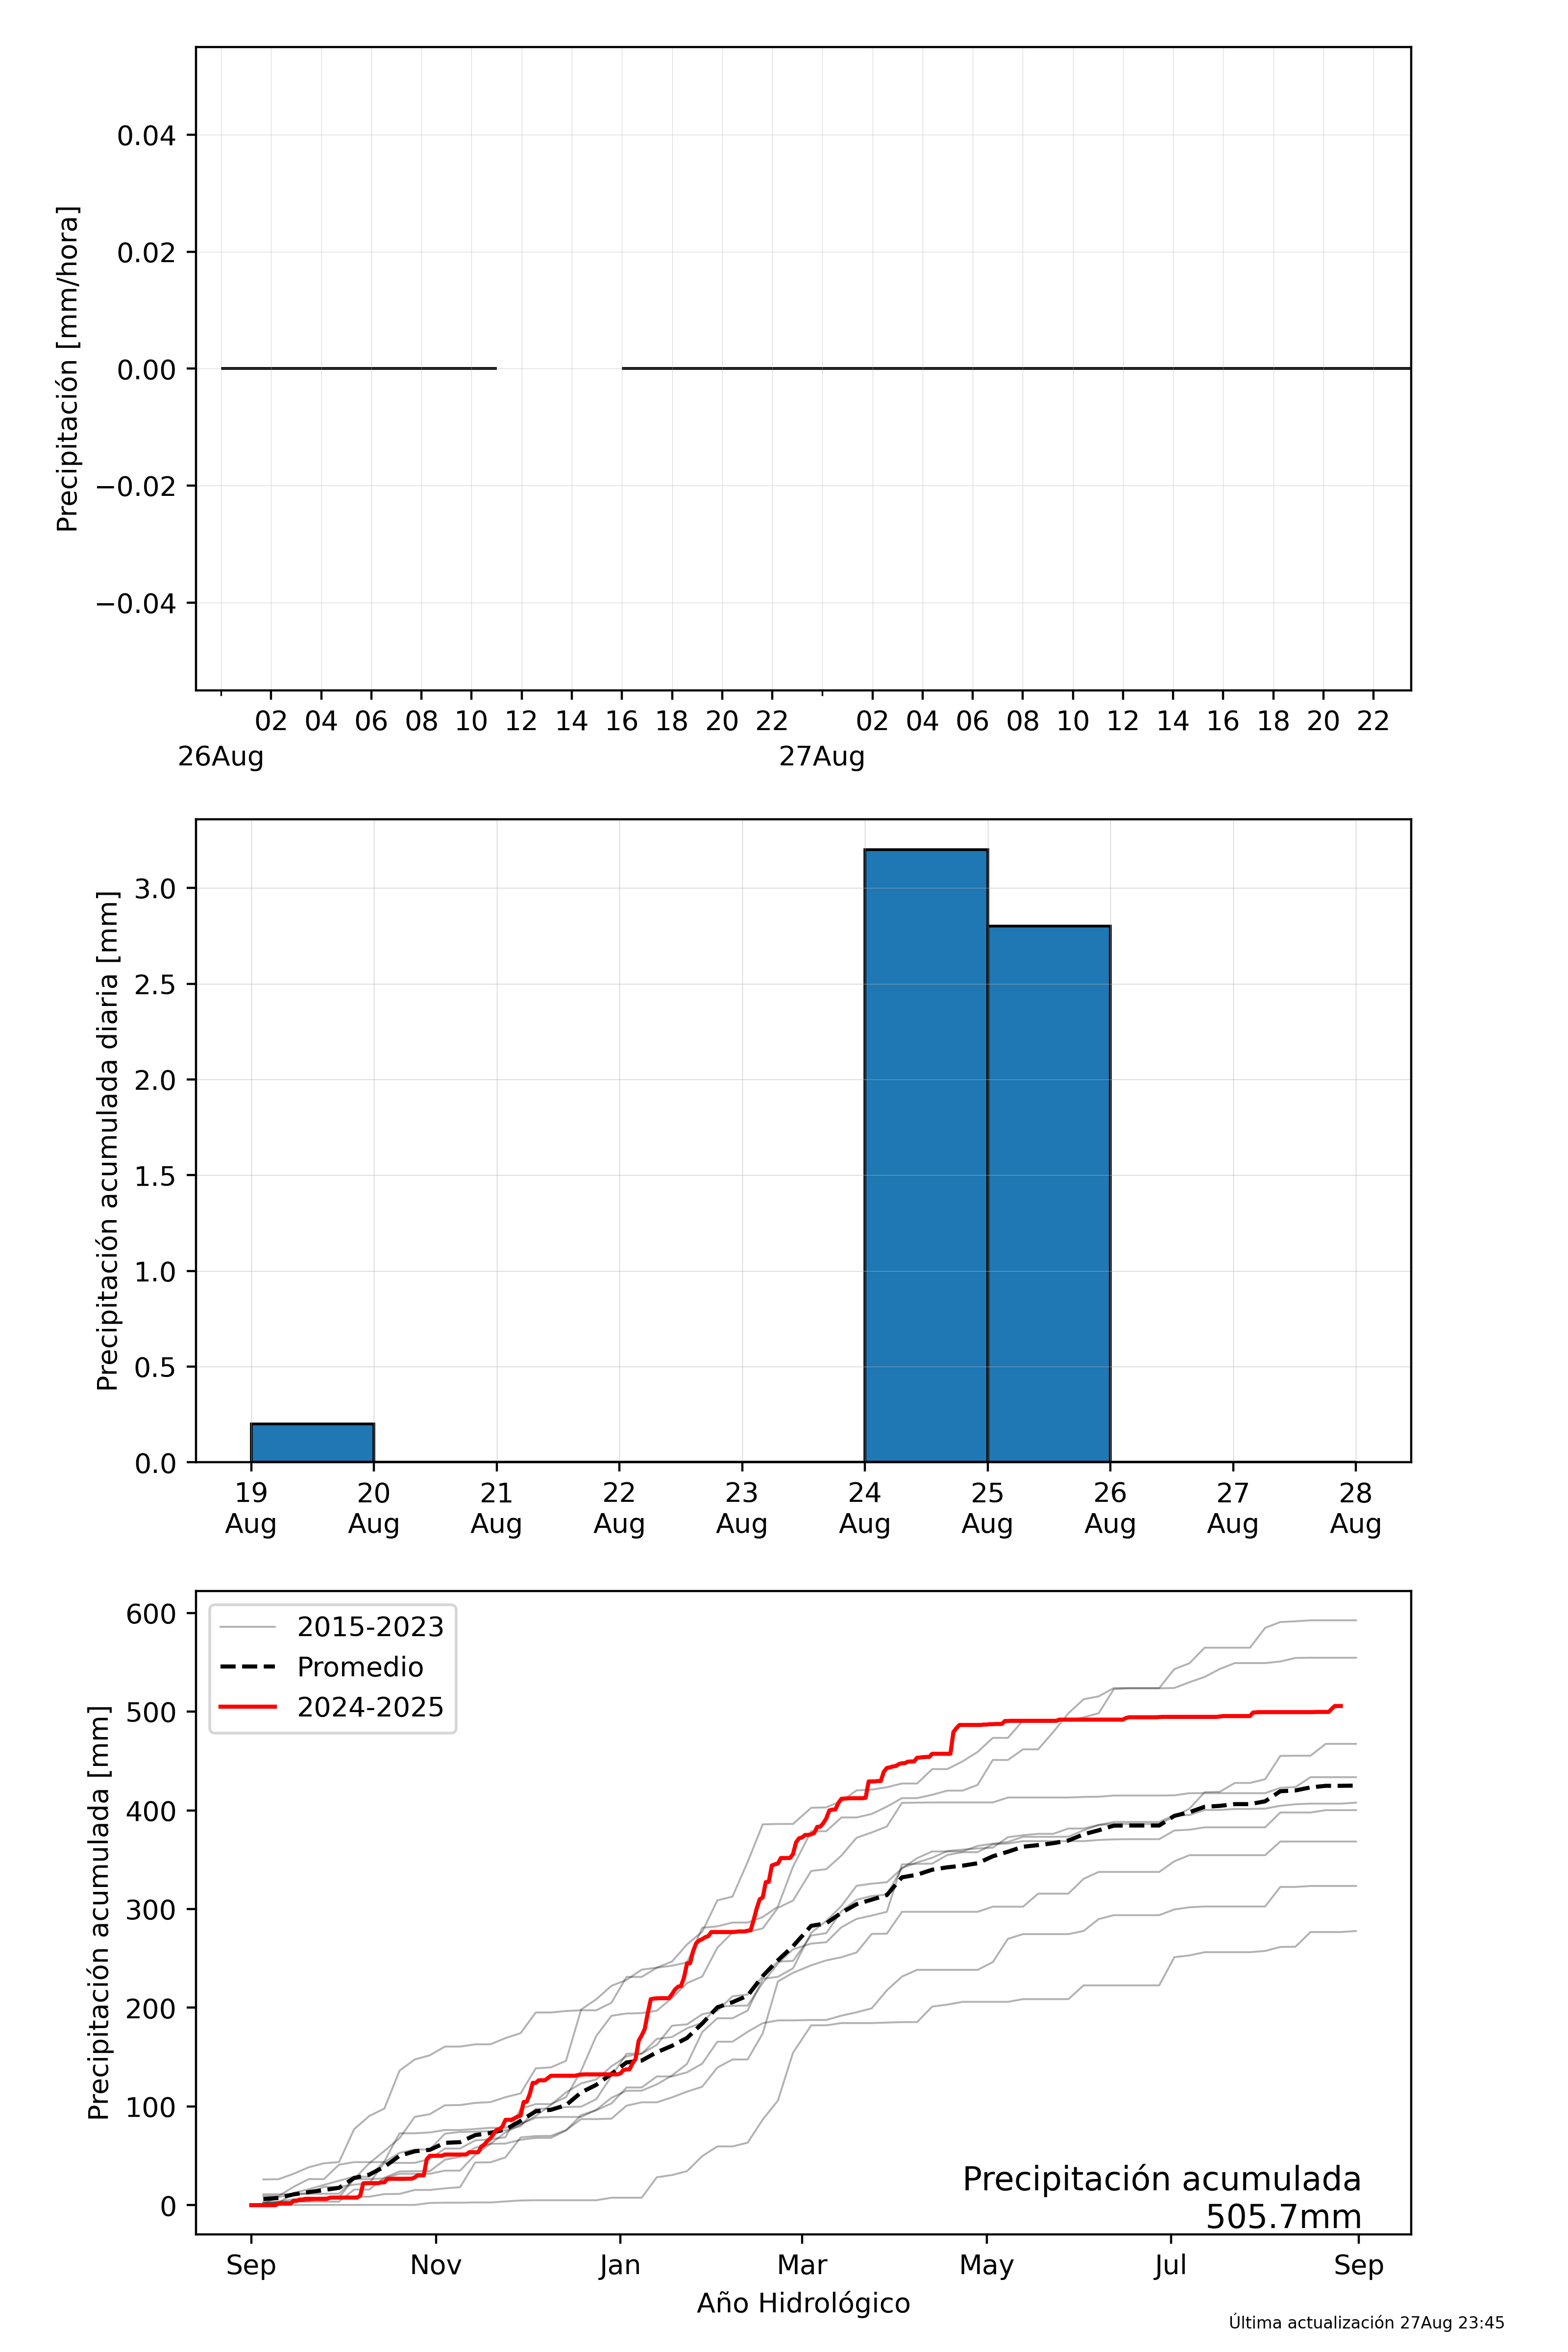 Precipitación [mm/hora]
0.04
0.02
0.00
−0.02
−0.04
02 04 06 08 10 12 14 16 18 20 22 02 04 06 08 10 12 14 16 18 20 22
26Aug 27Aug
Precipitación acumulada diaria [mm]
3.0
2.5
2.0
1.5
1.0
0.5
0.0
19 20 21 22 23 24 25 26 27 28
Aug Aug Aug Aug Aug Aug Aug Aug Aug Aug
Precipitación acumulada [mm]
600
500
400
300
200
100
0
2015-2023
Promedio
2024-2025
Precipitación acumulada
505.7mm
Sep Nov Jan Mar May Jul Sep
Año Hidrológico
Última actualización 27Aug 23:45